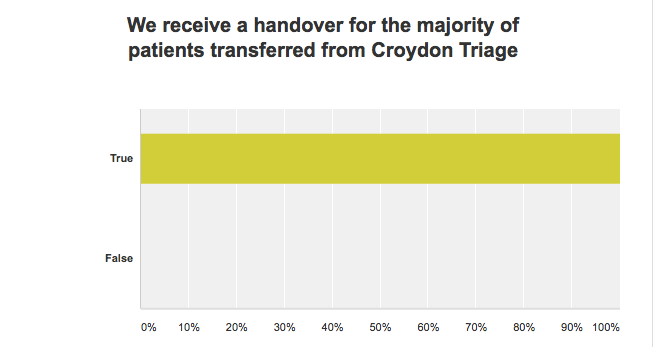 We receive a handover for the majority of
patients transferred from Croydon Triage
True
False
0% 10% 20% 30% 40% 50% 60% 70% 80% 90% 100%